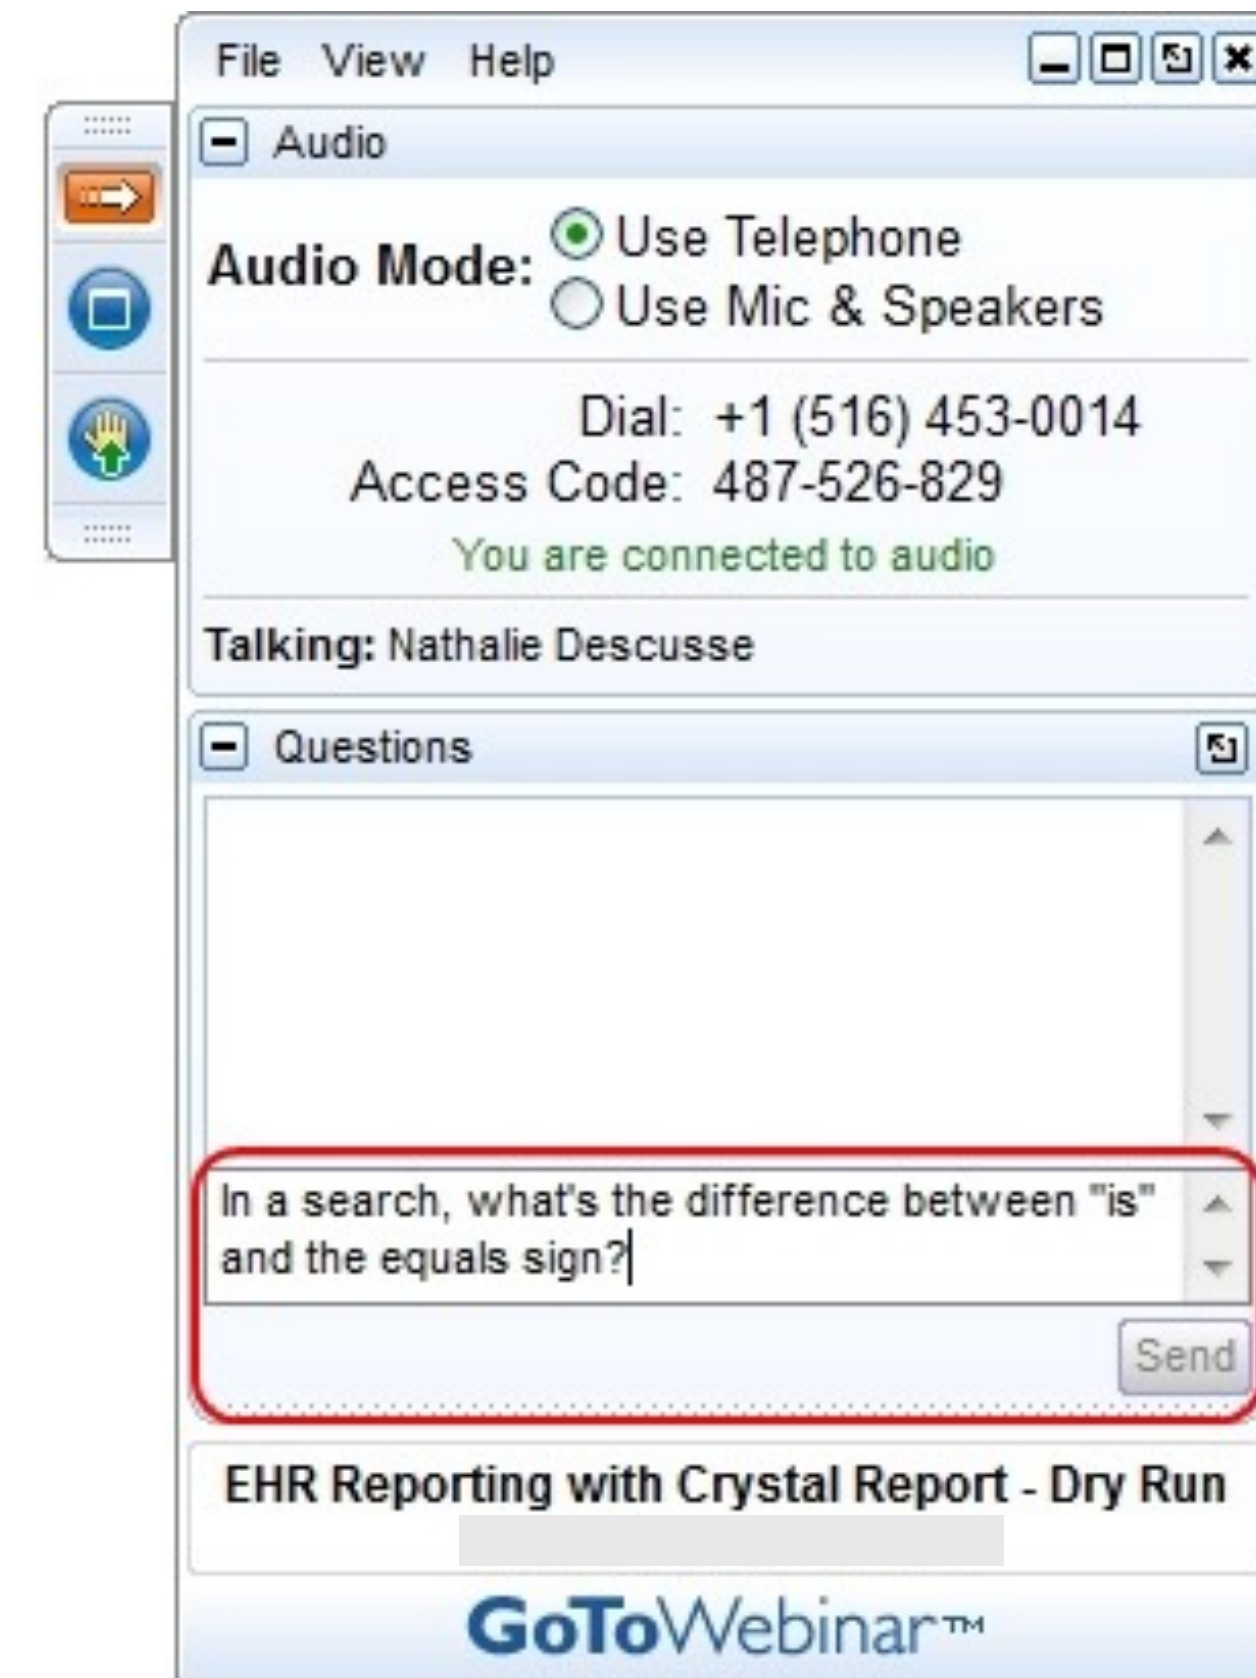 File View Help
Audio
Audio Mode: Use Telephone
Use Mic & Speakers
Dial: +1 (516) 453-0014
Access Code: 487-526-829
You are connected to audio
Talking: Nathalie Descusse
Questions
In a search, what's the difference between "is"
and the equals sign?
Send
EHR Reporting with Crystal Report - Dry Run
GoToWebinar™